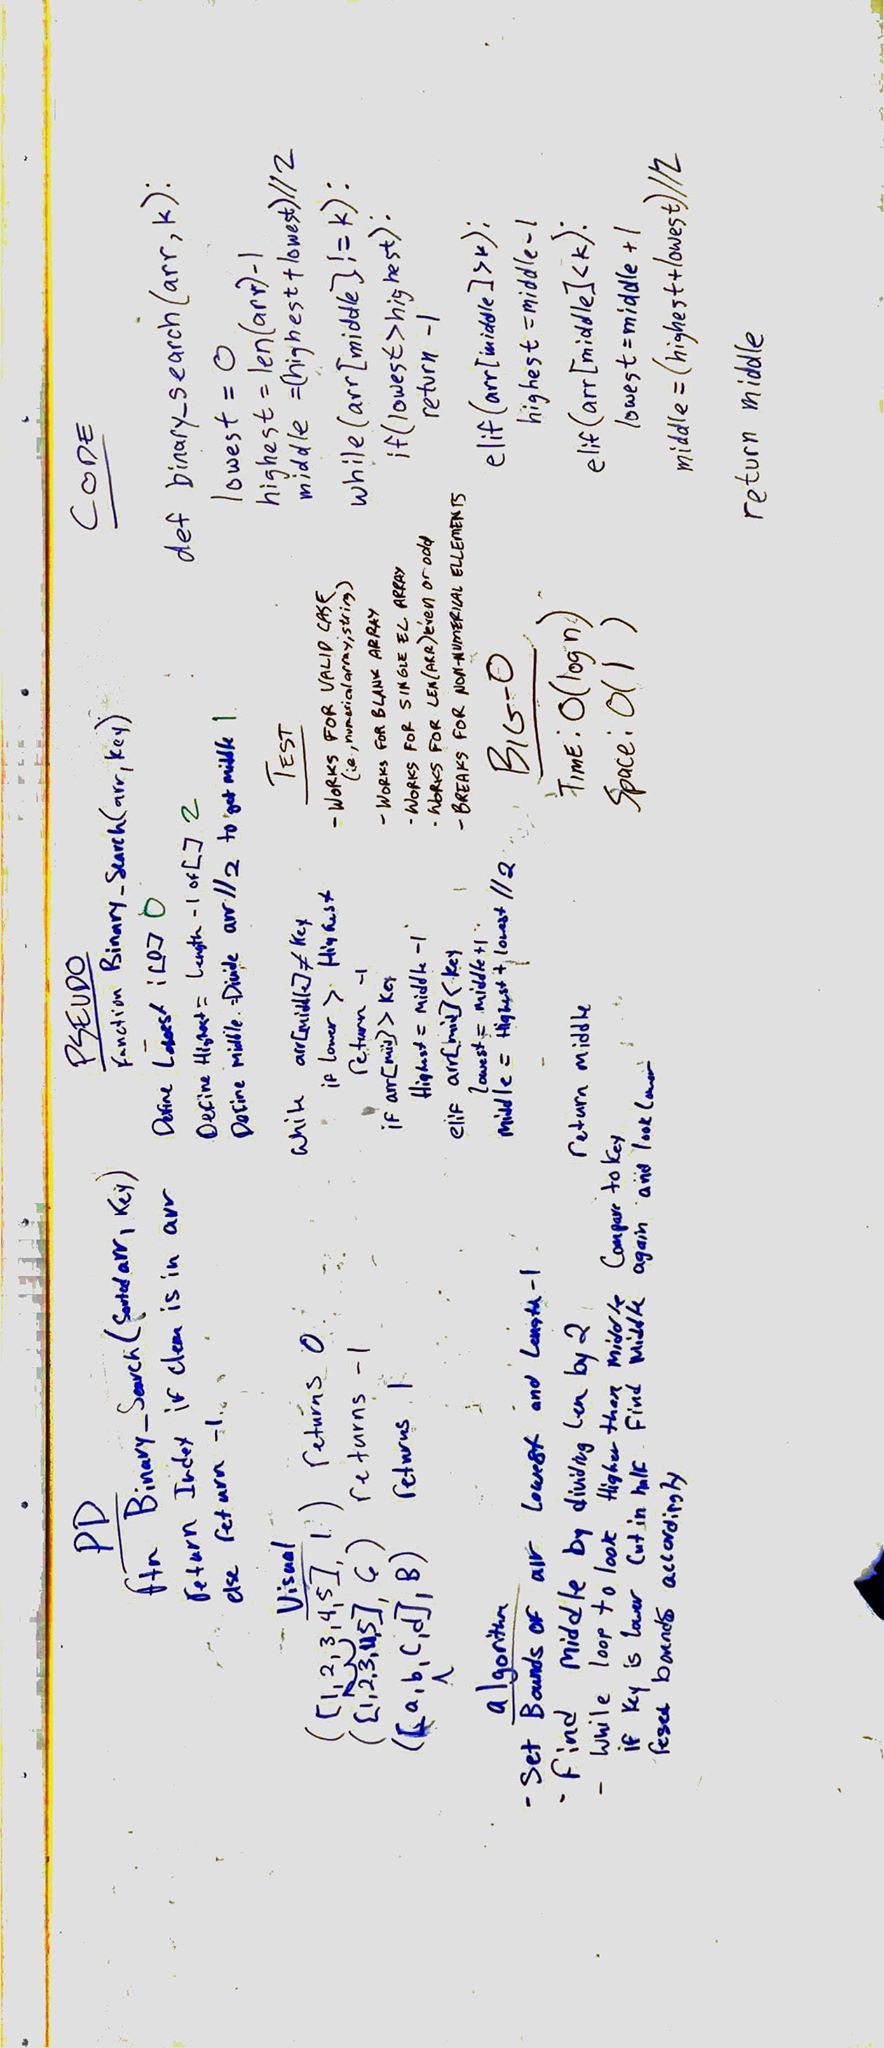 PD
ftn Binary_Search(Sorted arr, Key)
return Index if elem is in arr
else return -1
Visual
([1,2,3,4,5], 1) returns 0
([1,2,3,4,5], 6) returns -1
([a,b,c,d], B) returns 1
algorithm
- Set Bounds of arr Lowest and Length -1
- Find Middle by dividing Len by 2
- While loop to look Higher than Middle Compare to key
if key is lower Cut in half. Find Middle again and look lower
reset bounds accordingly
PSEUDO
Function Binary_Search(arr, key)
Define Lowest : [0] 0
Define Highest = Length -1 of [] 2
Define Middle = Divide arr//2 to get middle 1
while arr[middle] ≠ Key
if lower > Highest
return -1
if arr[mid] > Key
Highest = Middle -1
elif arr[mid] < key
Lowest = middle +1
Middle = Highest + lowest //2
return middle
TEST
- WORKS FOR VALID CASE
(ie, numerical array, string)
- WORKS FOR BLANK ARRAY
- WORKS FOR SINGLE EL ARRAY
- WORKS FOR LEN(ARR) even or odd
- BREAKS FOR NON-NUMERICAL ELLEMENTS
BIG-O
TIME: O(log n)
Space: O(1)
CODE
def binary_search(arr, k):
lowest = 0
highest = len(arr)-1
middle = (highest+lowest)//2
while(arr[middle] != k):
if(lowest>highest):
return -1
elif(arr[middle]>k):
highest = middle-1
elif(arr[middle]<k):
lowest=middle +1
middle=(highest+lowest)//2
return middle